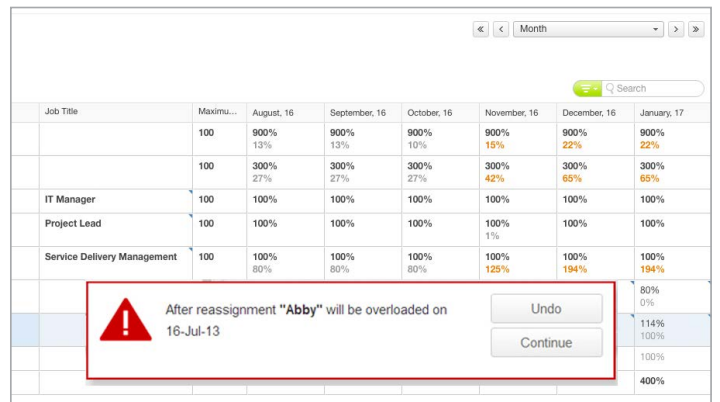 « < Month > »
Search
Job Title Maximu... August, 16 September, 16 October, 16 November, 16 December, 16 January, 17
100 900% 900% 900% 900% 900% 900%
13% 13% 10% 15% 22% 22%
100 300% 300% 300% 300% 300% 300%
27% 27% 27% 42% 65% 65%
IT Manager 100 100% 100% 100% 100% 100% 100%
Project Lead 100 100% 100% 100% 100% 100% 100%
1%
Service Delivery Management 100 100% 100% 100% 100% 100% 100%
80% 80% 80% 125% 194% 194%
80%
0%
After reassignment "Abby" will be overloaded on
16-Jul-13
Undo
Continue
114%
100%
100%
400%